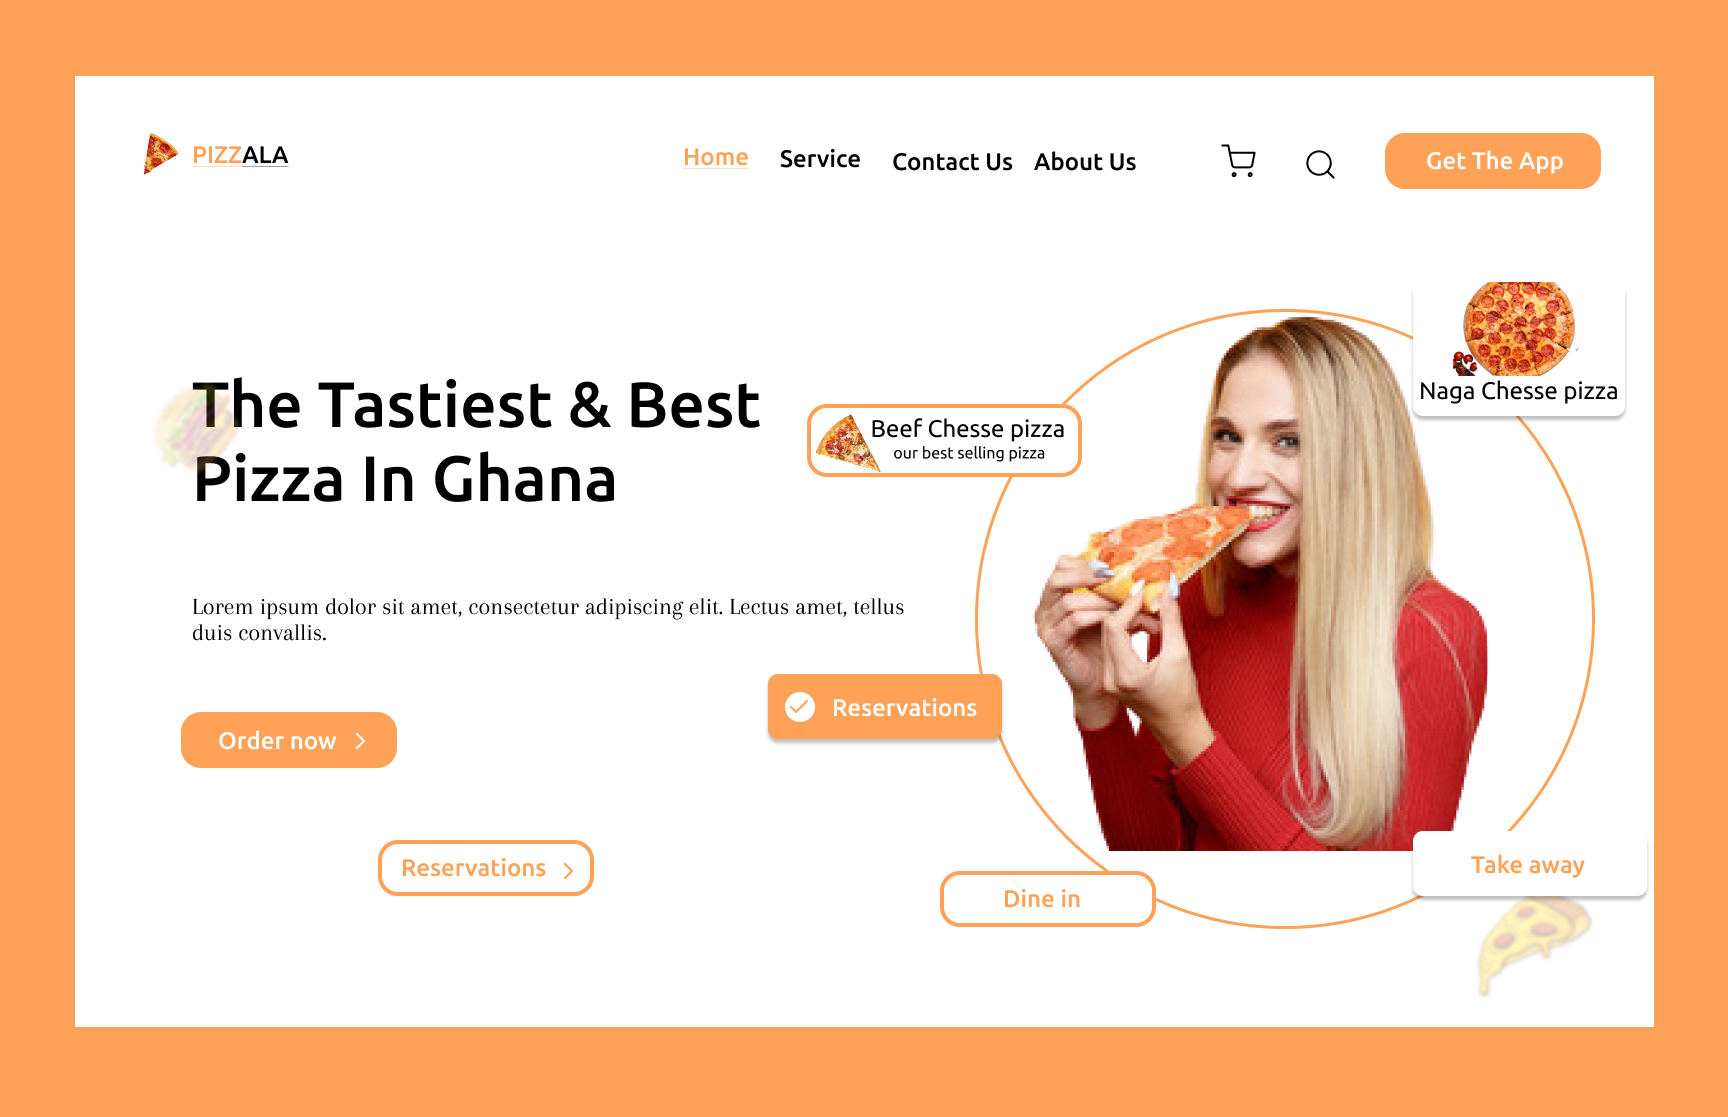 PIZZALA
Home Service Contact Us About Us Get The App
Naga Chesse pizza
The Tastiest & Best
Pizza In Ghana
Beef Chesse pizza
our best selling pizza
Lorem ipsum dolor sit amet, consectetur adipiscing elit. Lectus amet, tellus
duis convallis.
Reservations
Order now
Reservations
Take away
Dine in